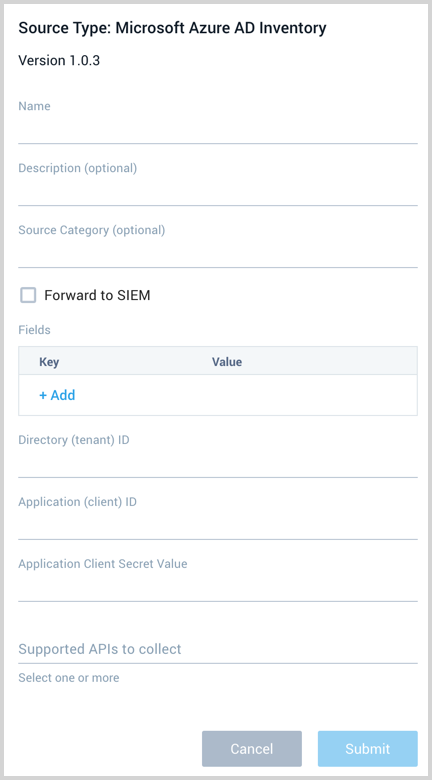 Source Type: Microsoft Azure AD Inventory
Version 1.0.3
Name
Description (optional)
Source Category (optional)
Forward to SIEM
Fields
Key Value
+ Add
Directory (tenant) ID
Application (client) ID
Application Client Secret Value
Supported APIs to collect
Select one or more
Cancel Submit